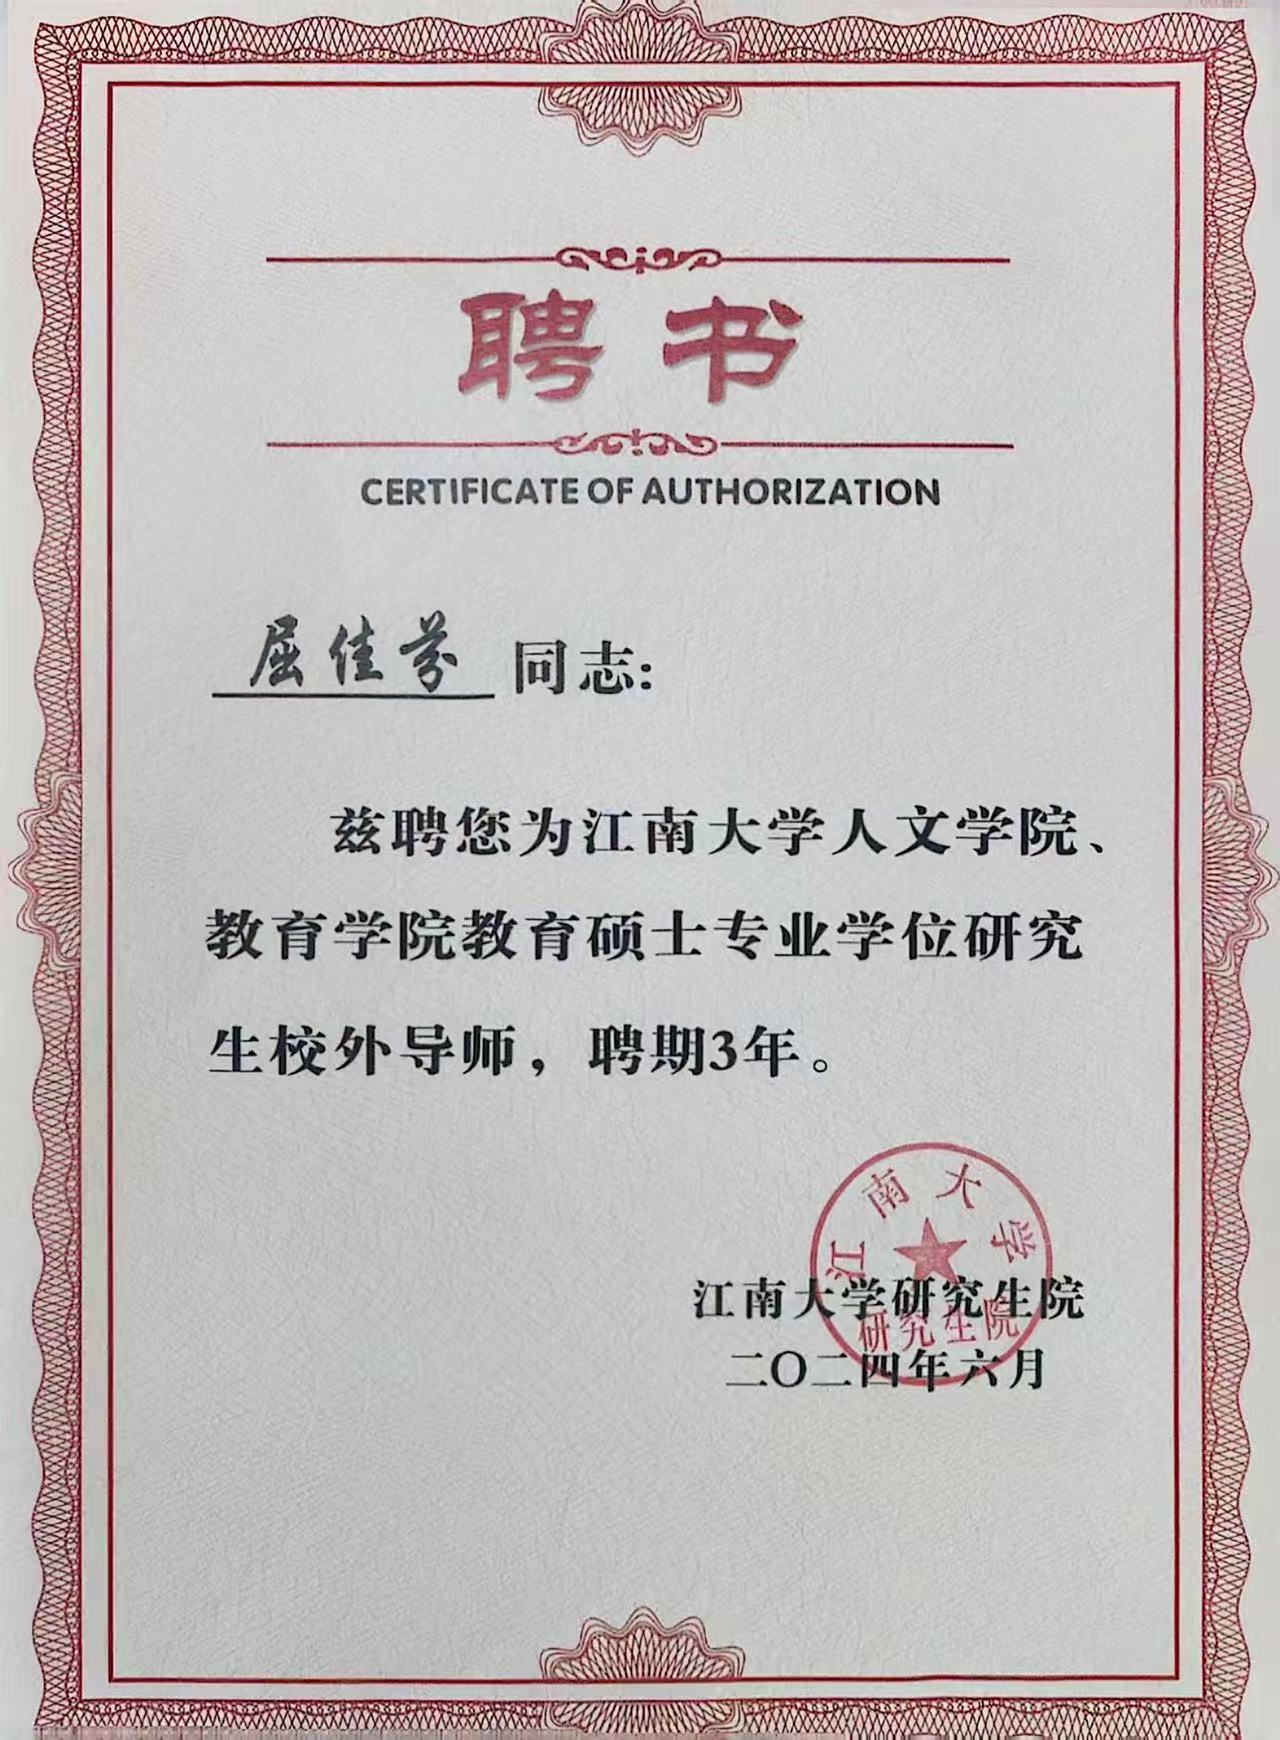 聘书
CERTIFICATE OF AUTHORIZATION
屈佳芬 同志:
兹聘您为江南大学人文学院、
教育学院教育硕士专业学位研究
生校外导师，聘期3年。
江南大学
研究生院
江南大学研究生院
二〇二四年六月